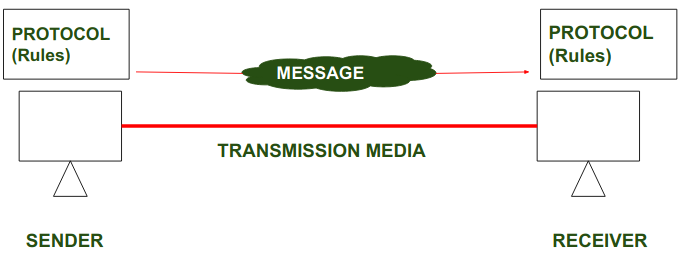 PROTOCOL
(Rules)
PROTOCOL
(Rules)
MESSAGE
TRANSMISSION MEDIA
SENDER
RECEIVER